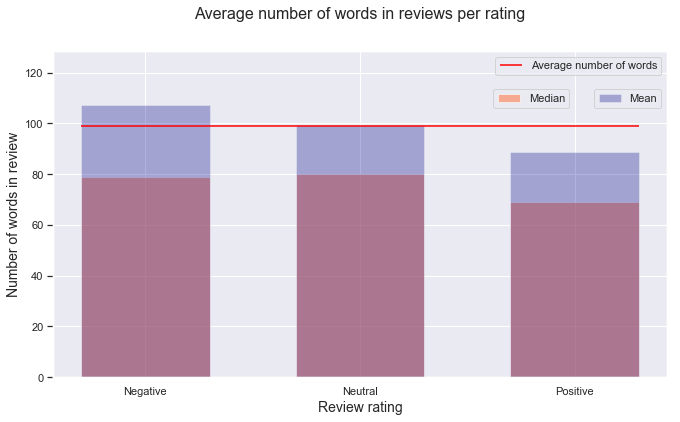 Average number of words in reviews per rating
Average number of words
Median Mean
Number of words in review
120
100
80
60
40
20
0
Negative Neutral Positive
Review rating